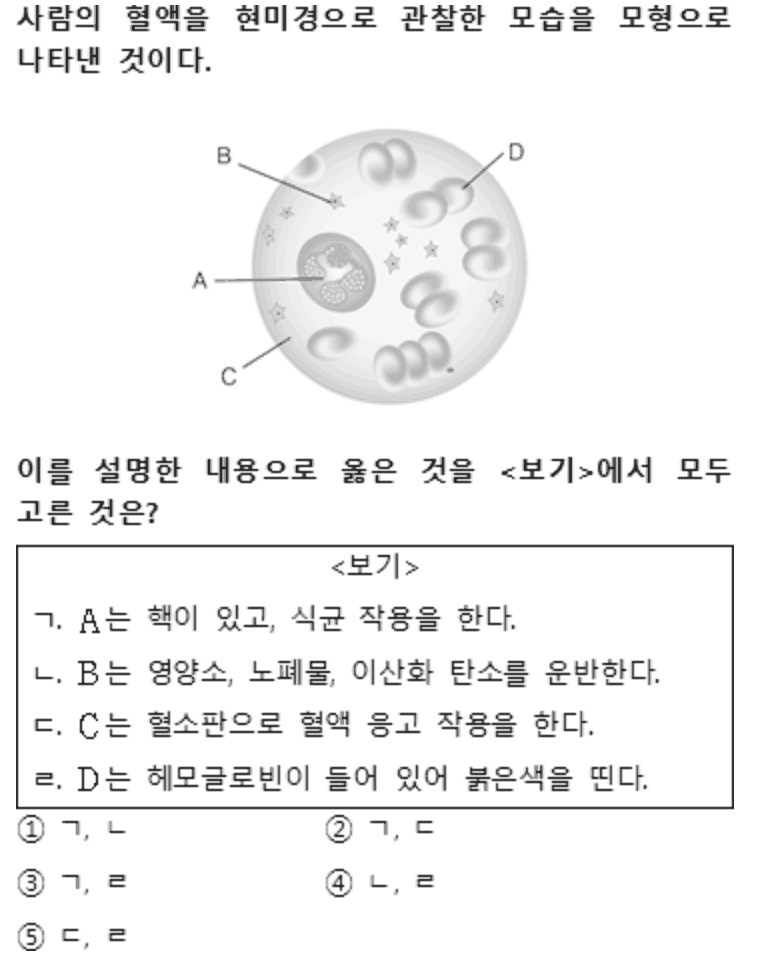 사람의 혈액을 현미경으로 관찰한 모습을 모형으로
나타낸 것이다.
B
D
A
C
이를 설명한 내용으로 옳은 것을 <보기>에서 모두
고른 것은?
<보기>
ㄱ. A는 핵이 있고, 식균 작용을 한다.
ㄴ. B는 영양소, 노폐물, 이산화 탄소를 운반한다.
ㄷ. C는 혈소판으로 혈액 응고 작용을 한다.
ㄹ. D는 헤모글로빈이 들어 있어 붉은색을 띤다.
① ㄱ, ㄴ ② ㄱ, ㄷ
③ ㄱ, ㄹ ④ ㄴ, ㄹ
⑤ ㄷ, ㄹ